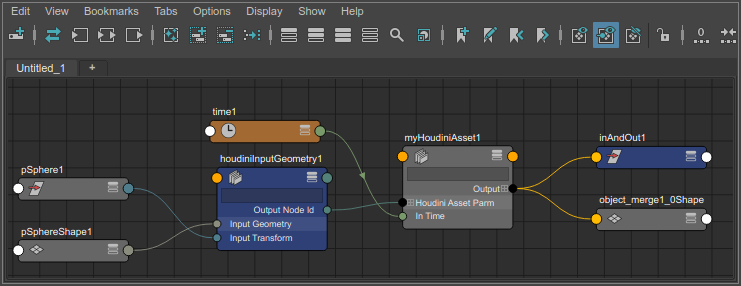 Edit View Bookmarks Tabs Options Display Show Help
0
Untitled_1 +
time1
pSphere1
houdiniInputGeometry1
Output Node Id
Input Geometry
Input Transform
pSphereShape1
myHoudiniAsset1
Output
Houdini Asset Parm
In Time
inAndOut1
object_merge1_0Shape